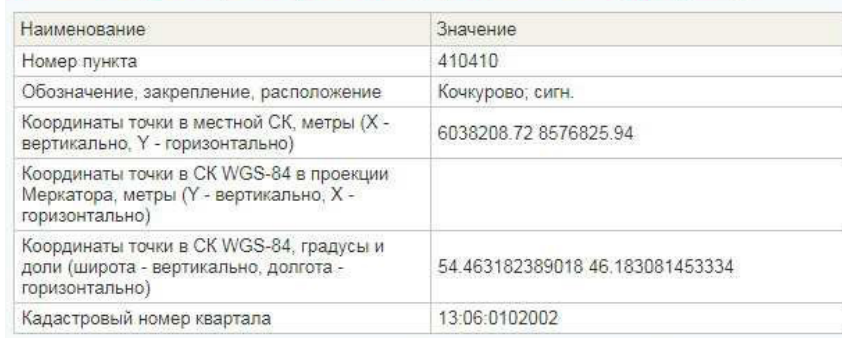 Наименование Значение
Номер пункта 410410
Обозначение, закрепление, расположение Кочкурово; сигн.
Координаты точки в местной СК, метры (X -
вертикально, Y - горизонтально) 6038208.72 8576825.94
Координаты точки в СК WGS-84 в проекции
Меркатора, метры (Y - вертикально, X -
горизонтально)
Координаты точки в СК WGS-84, градусы и
доли (широта - вертикально, долгота - 54.463182389018 46.183081453334
горизонтально)
Кадастровый номер квартала 13:06:0102002